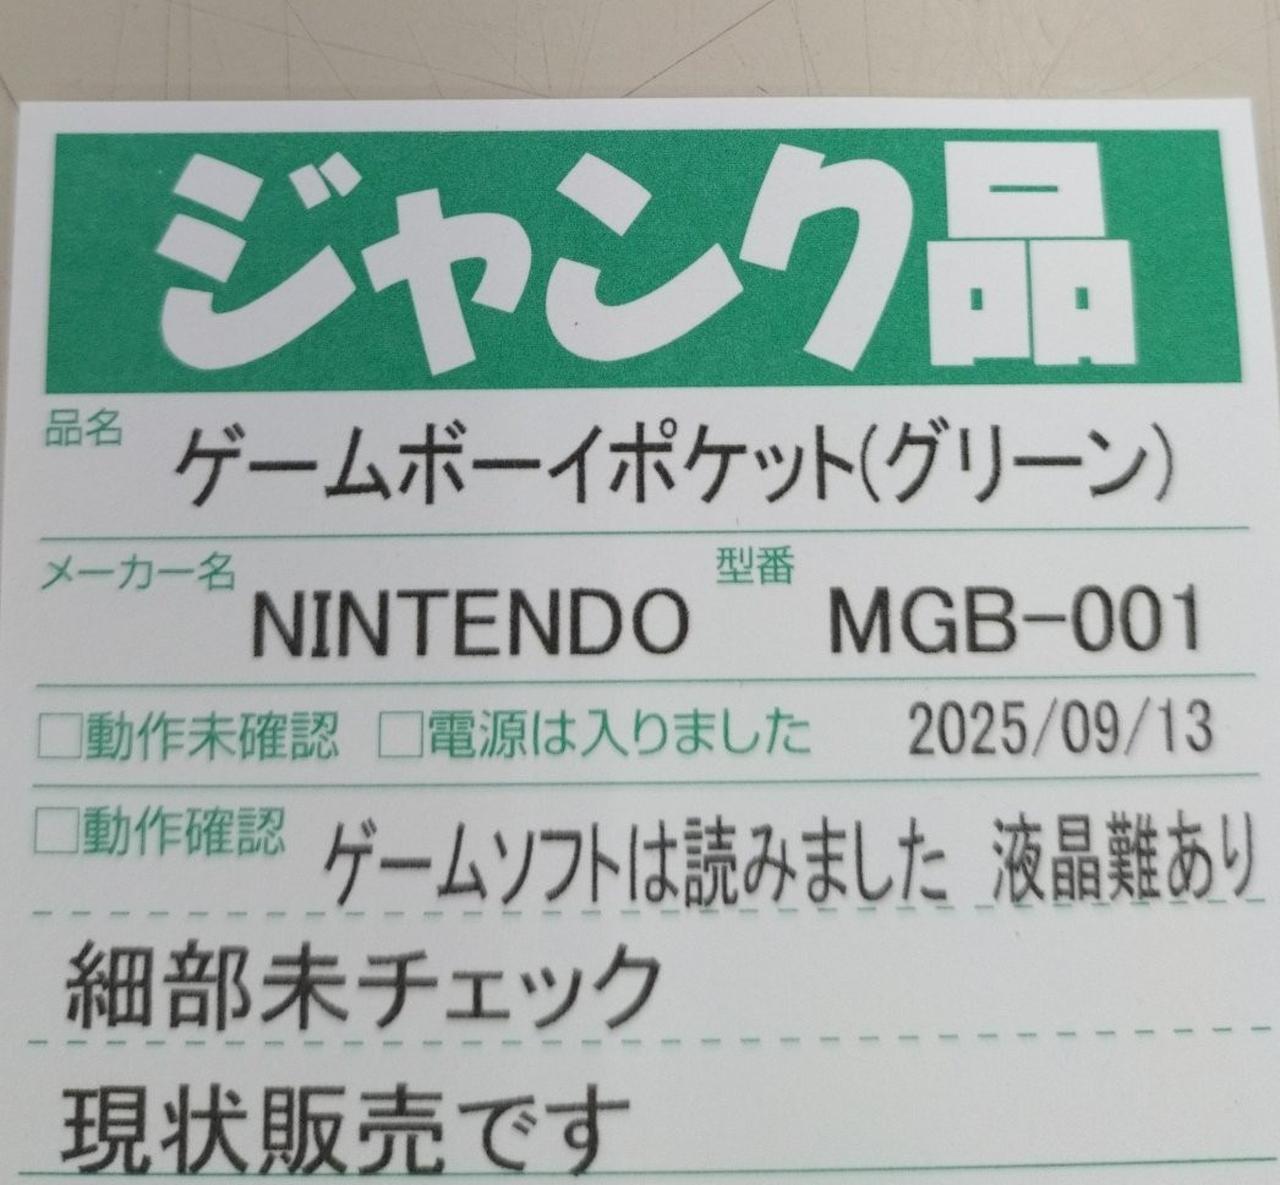 ジャンク品
品名 ゲームボーイポケット(グリーン)
メーカー名 NINTENDO 型番 MGB-001
□動作未確認 □電源は入りました 2025/09/13
□動作確認 ゲームソフトは読みました 液晶難あり
細部未チェック
現状販売です